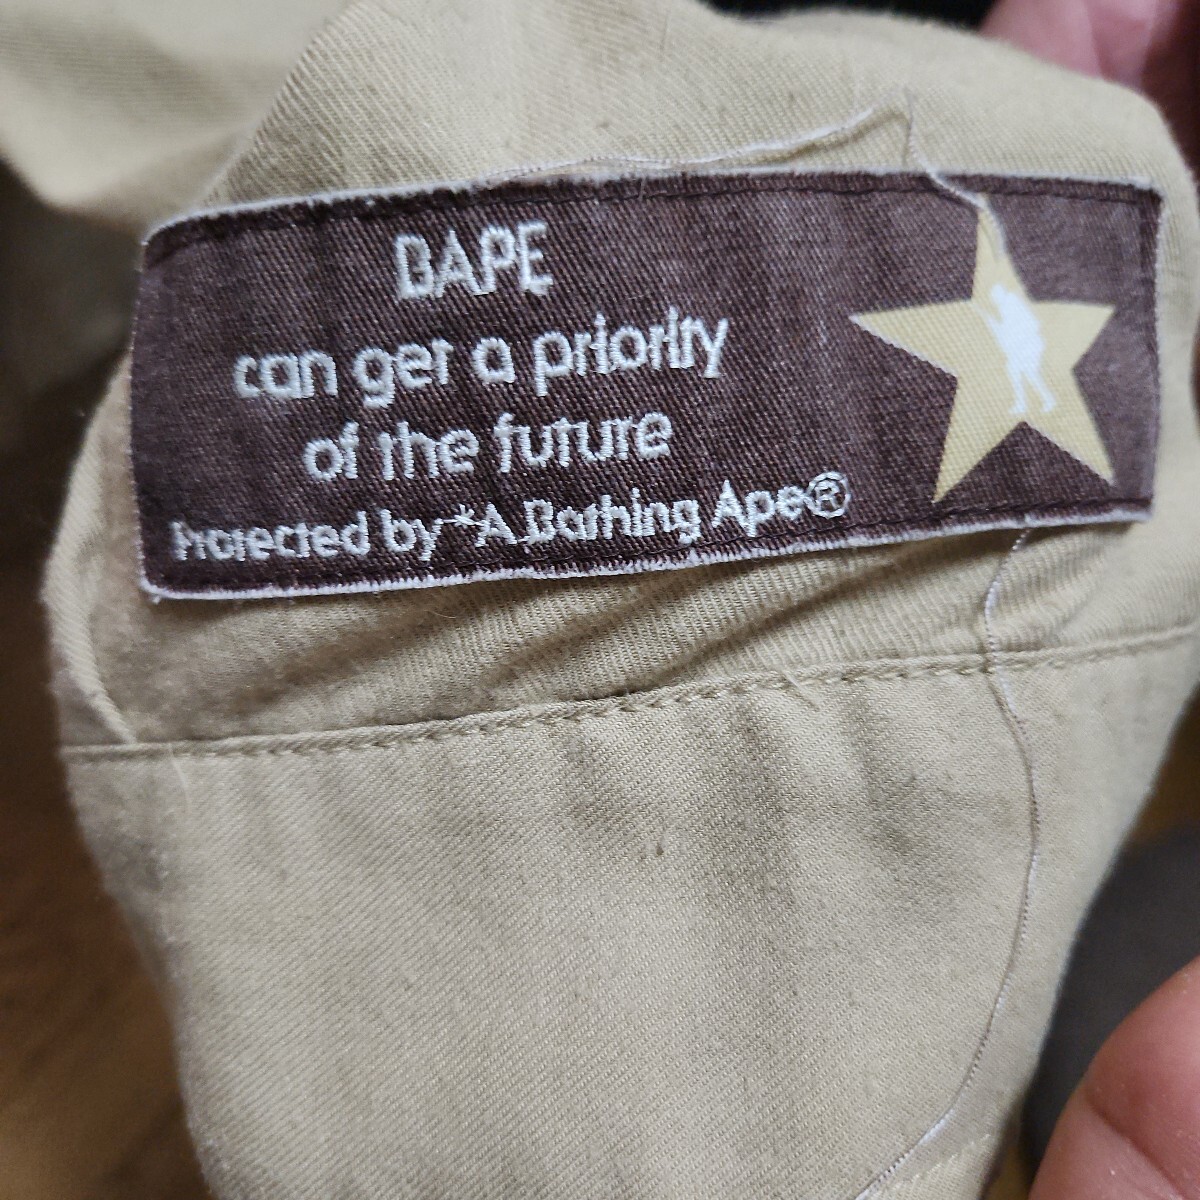 BAPE
can get a priority
of the future
Protected by *A Bathing Ape®